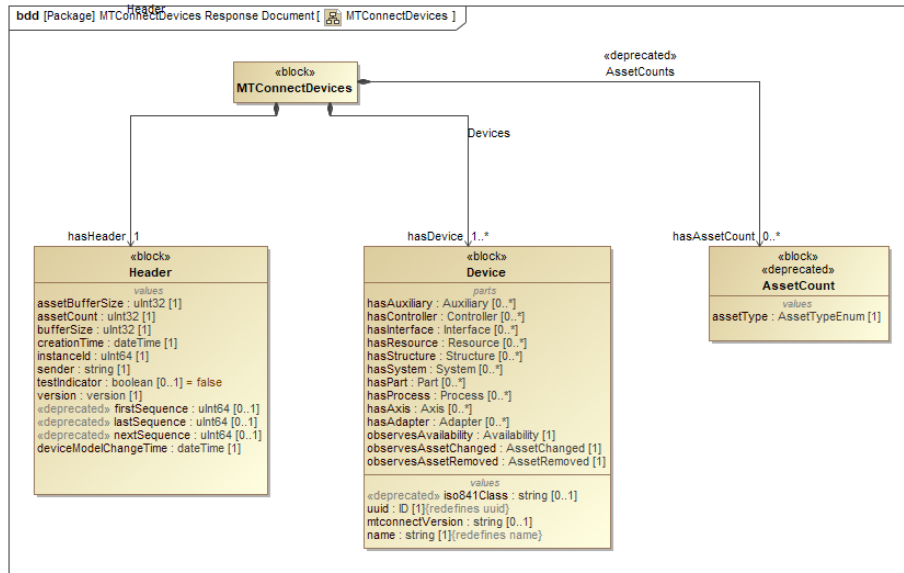 Header
bdd [Package] MTConnectDevices Response Document [ MTConnectDevices ]
«deprecated»
AssetCounts
«block»
MTConnectDevices
Devices
hasHeader 1
hasDevice 1..*
hasAssetCount 0..*
«block»
Header
values
assetBufferSize : uInt32 [1]
assetCount : uInt32 [1]
bufferSize : uInt32 [1]
creationTime : dateTime [1]
instanceId : uInt64 [1]
sender : string [1]
testIndicator : boolean [0..1] = false
version : version [1]
«deprecated» firstSequence : uInt64 [0..1]
«deprecated» lastSequence : uInt64 [0..1]
«deprecated» nextSequence : uInt64 [0..1]
deviceModelChangeTime : dateTime [1]
«block»
Device
parts
hasAuxiliary : Auxiliary [0..*]
hasController : Controller [0..*]
hasInterface : Interface [0..*]
hasResource : Resource [0..*]
hasStructure : Structure [0..*]
hasSystem : System [0..*]
hasPart : Part [0..*]
hasProcess : Process [0..*]
hasAxis : Axis [0..*]
hasAdapter : Adapter [0..*]
observesAvailability : Availability [1]
observesAssetChanged : AssetChanged [1]
observesAssetRemoved : AssetRemoved [1]
values
«deprecated» iso841Class : string [0..1]
uuid : ID [1]{redefines uuid}
mtconnectVersion : string [0..1]
name : string [1]{redefines name}
«block»
«deprecated»
AssetCount
values
assetType : AssetTypeEnum [1]